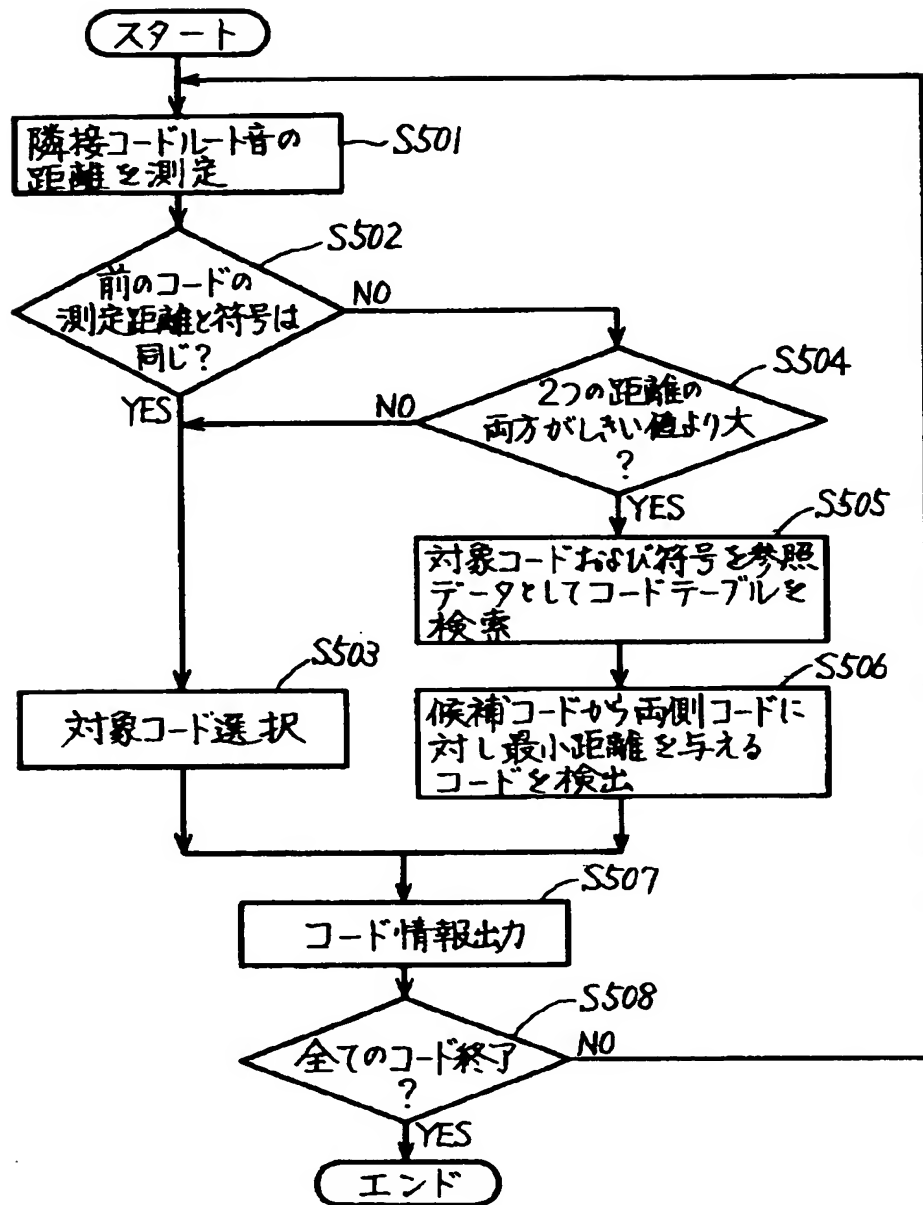 スタート
隣接コードルート音の
距離を測定
S501
S502
前のコードの
測定距離と符号は
同じ?
NO
YES
S504
2つの距離の
両方がしきい値より大
?
NO
YES
S505
対象コードおよび符号を参照
データとしてコードテーブルを
検索
S503
対象コード選択
S506
候補コードから両側コードに
対し最小距離を与える
コードを検出
S507
コード情報出力
S508
全てのコード終了
?
NO
YES
エンド